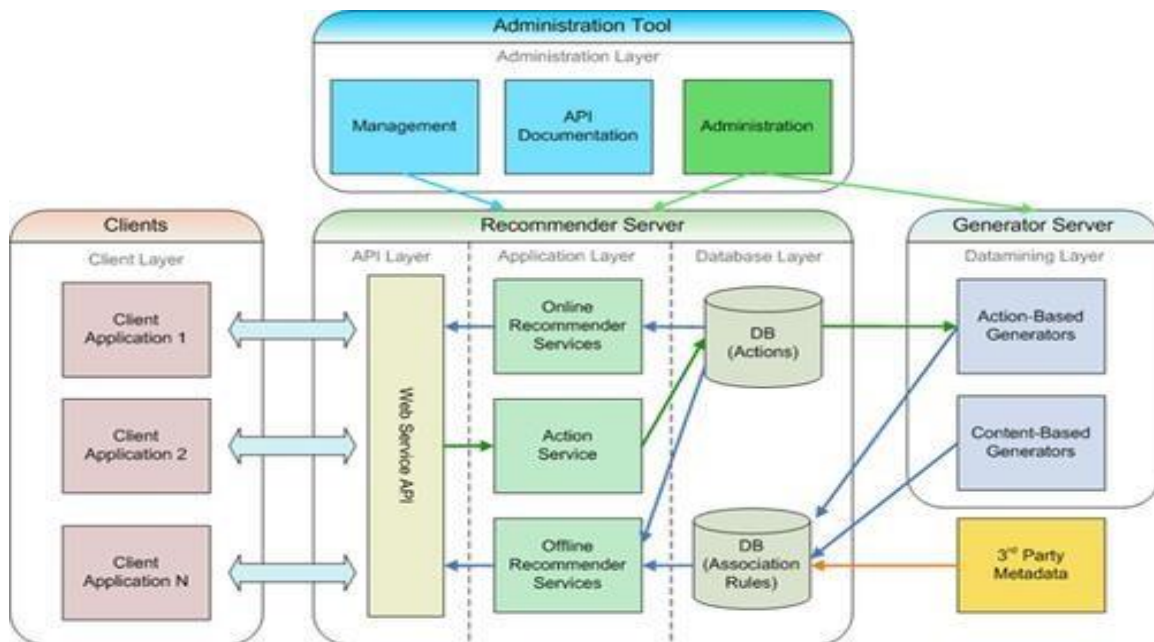 Administration Tool
Administration Layer
Management
API
Documentation
Administration
Clients
Client Layer
Client
Application 1
Client
Application 2
Client
Application N
Recommender Server
API Layer
Application Layer
Database Layer
Web Service API
Online
Recommender
Services
Action
Service
Offline
Recommender
Services
DB
(Actions)
DB
(Association
Rules)
Generator Server
Datamining Layer
Action-Based
Generators
Content-Based
Generators
3rd Party
Metadata